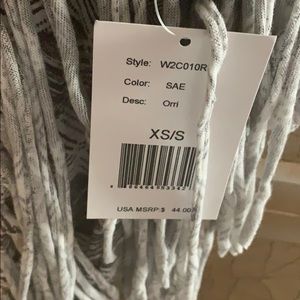 Style: W2C010R
Color: SAE
Desc: Orri
XS/S
USA MSRP:$ 44.00